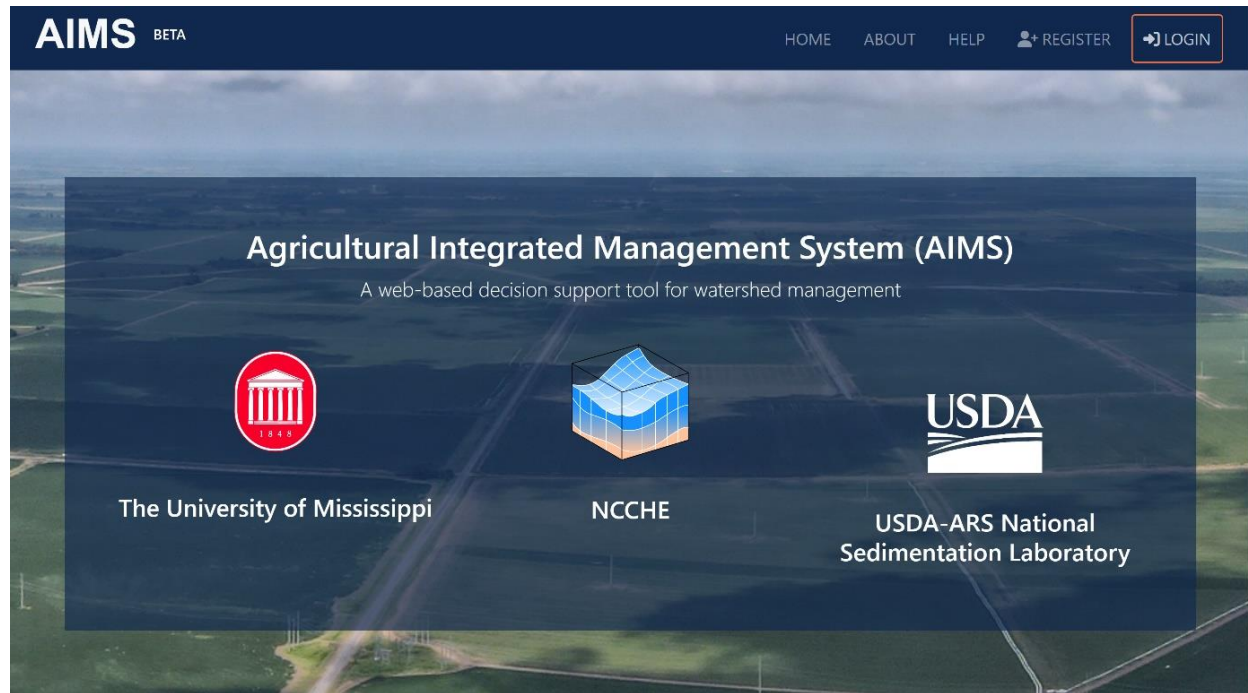 AIMS BETA
HOME ABOUT HELP REGISTER LOGIN
Agricultural Integrated Management System (AIMS)
A web-based decision support tool for watershed management
1848
USDA
The University of Mississippi
NCCHE
USDA-ARS National
Sedimentation Laboratory